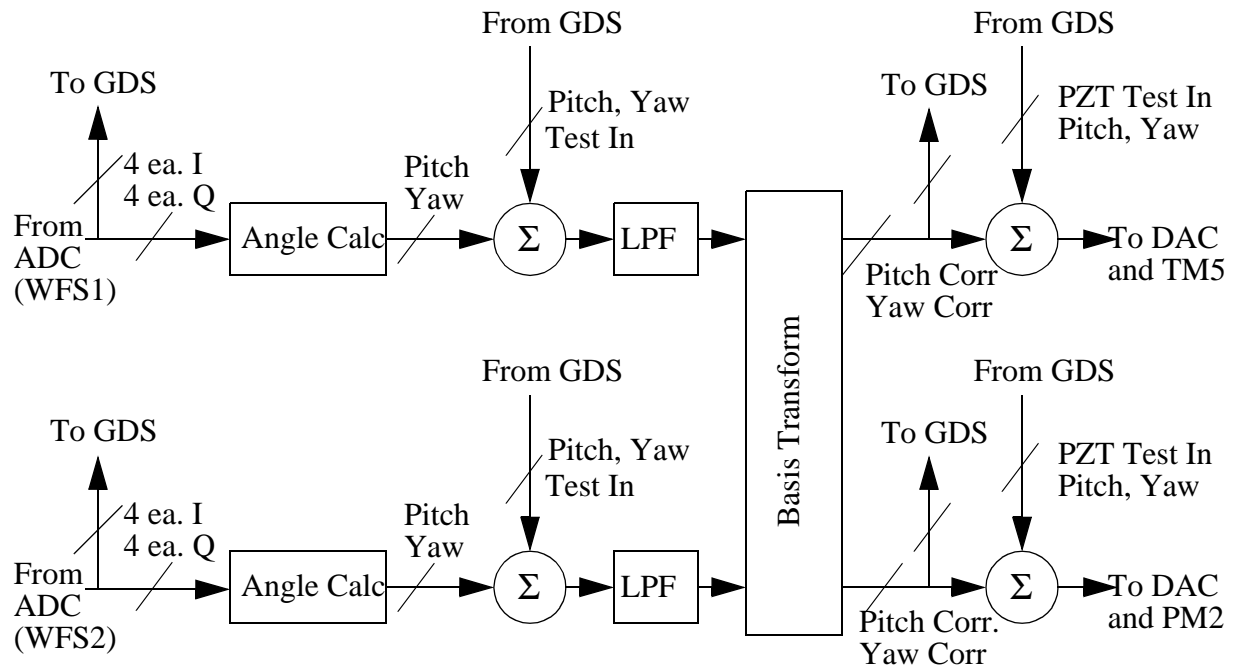 From GDS
From GDS
To GDS
Pitch, Yaw
Test In
To GDS
PZT Test In
Pitch, Yaw
4 ea. I
4 ea. Q
Pitch
Yaw
From
ADC
(WFS1)
Angle Calc
Σ
LPF
Basis Transform
Σ
To DAC
and TM5
Pitch Corr
Yaw Corr
From GDS
From GDS
To GDS
Pitch, Yaw
Test In
To GDS
PZT Test In
Pitch, Yaw
4 ea. I
4 ea. Q
Pitch
Yaw
From
ADC
(WFS2)
Angle Calc
Σ
LPF
Σ
To DAC
and PM2
Pitch Corr.
Yaw Corr